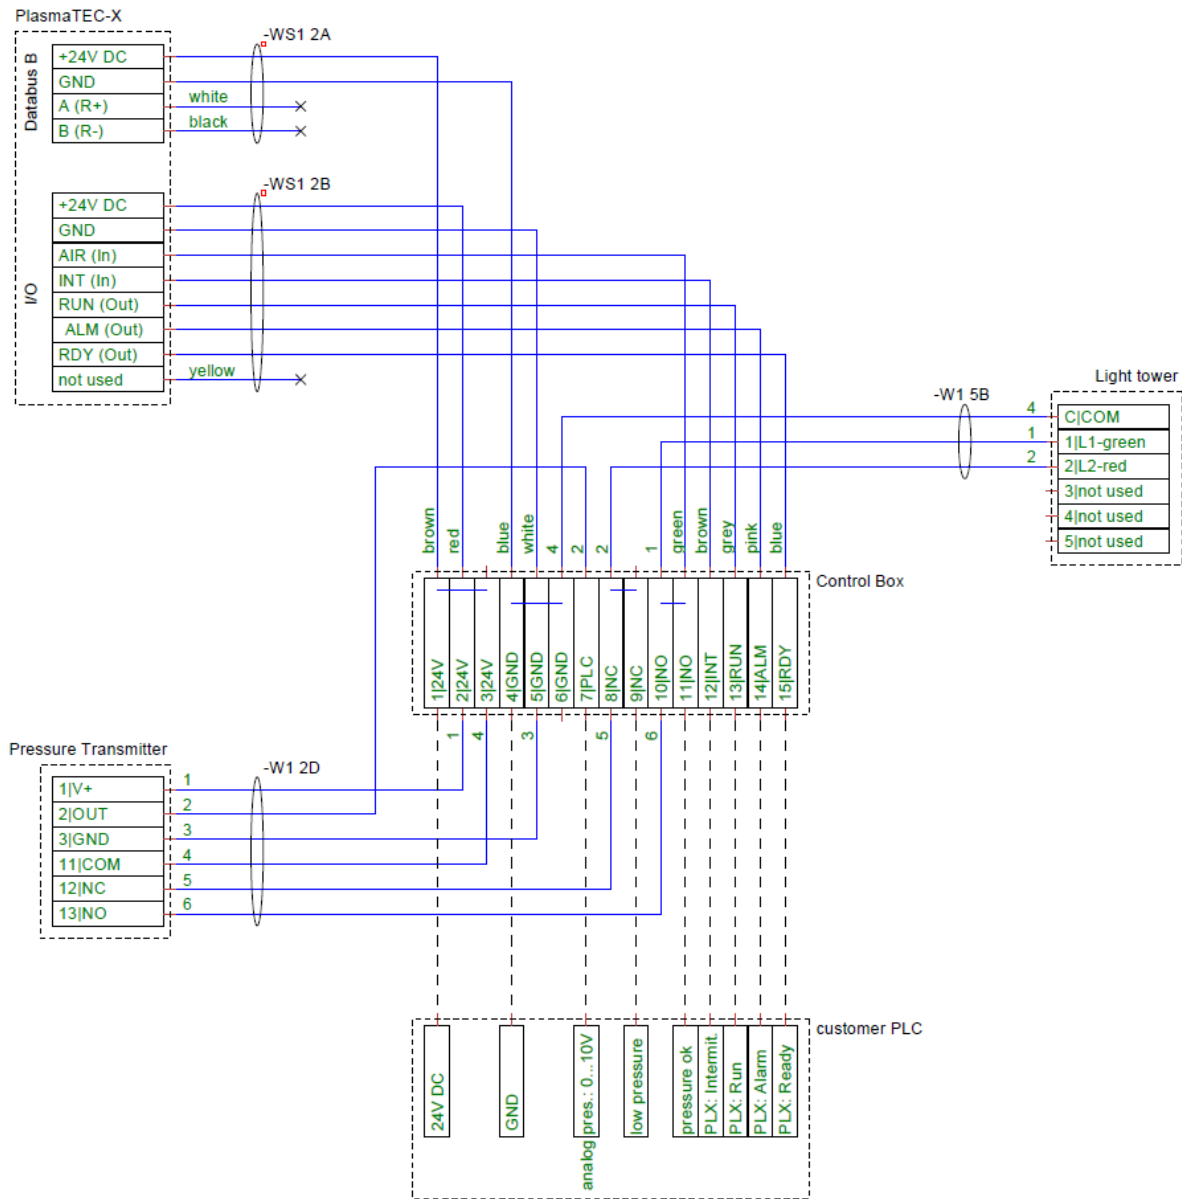 PlasmaTEC-X
-WS1 2A
Databus B
+24V DC
GND
A (R+)
white
B (R-)
black
-WS1 2B
I/O
+24V DC
GND
AIR (In)
INT (In)
RUN (Out)
ALM (Out)
RDY (Out)
not used
yellow
Light tower
-W1 5B
4
C|COM
1
1|L1-green
2
2|L2-red
3|not used
4|not used
5|not used
brown
red
blue
white
4
2
2
1
green
brown
grey
pink
blue
Control Box
1|24V
2|24V
3|24V
4|GND
5|GND
6|GND
7|PLC
8|NC
9|NC
10|NO
11|NO
12|INT
13|RUN
14|ALM
15|RDY
1
4
3
5
6
Pressure Transmitter
-W1 2D
1|V+
1
2|OUT
2
3|GND
3
11|COM
4
12|NC
5
13|NO
6
customer PLC
24V DC
GND
analog pres.: 0...10V
low pressure
pressure ok
PLX: Intermit.
PLX: Run
PLX: Alarm
PLX: Ready